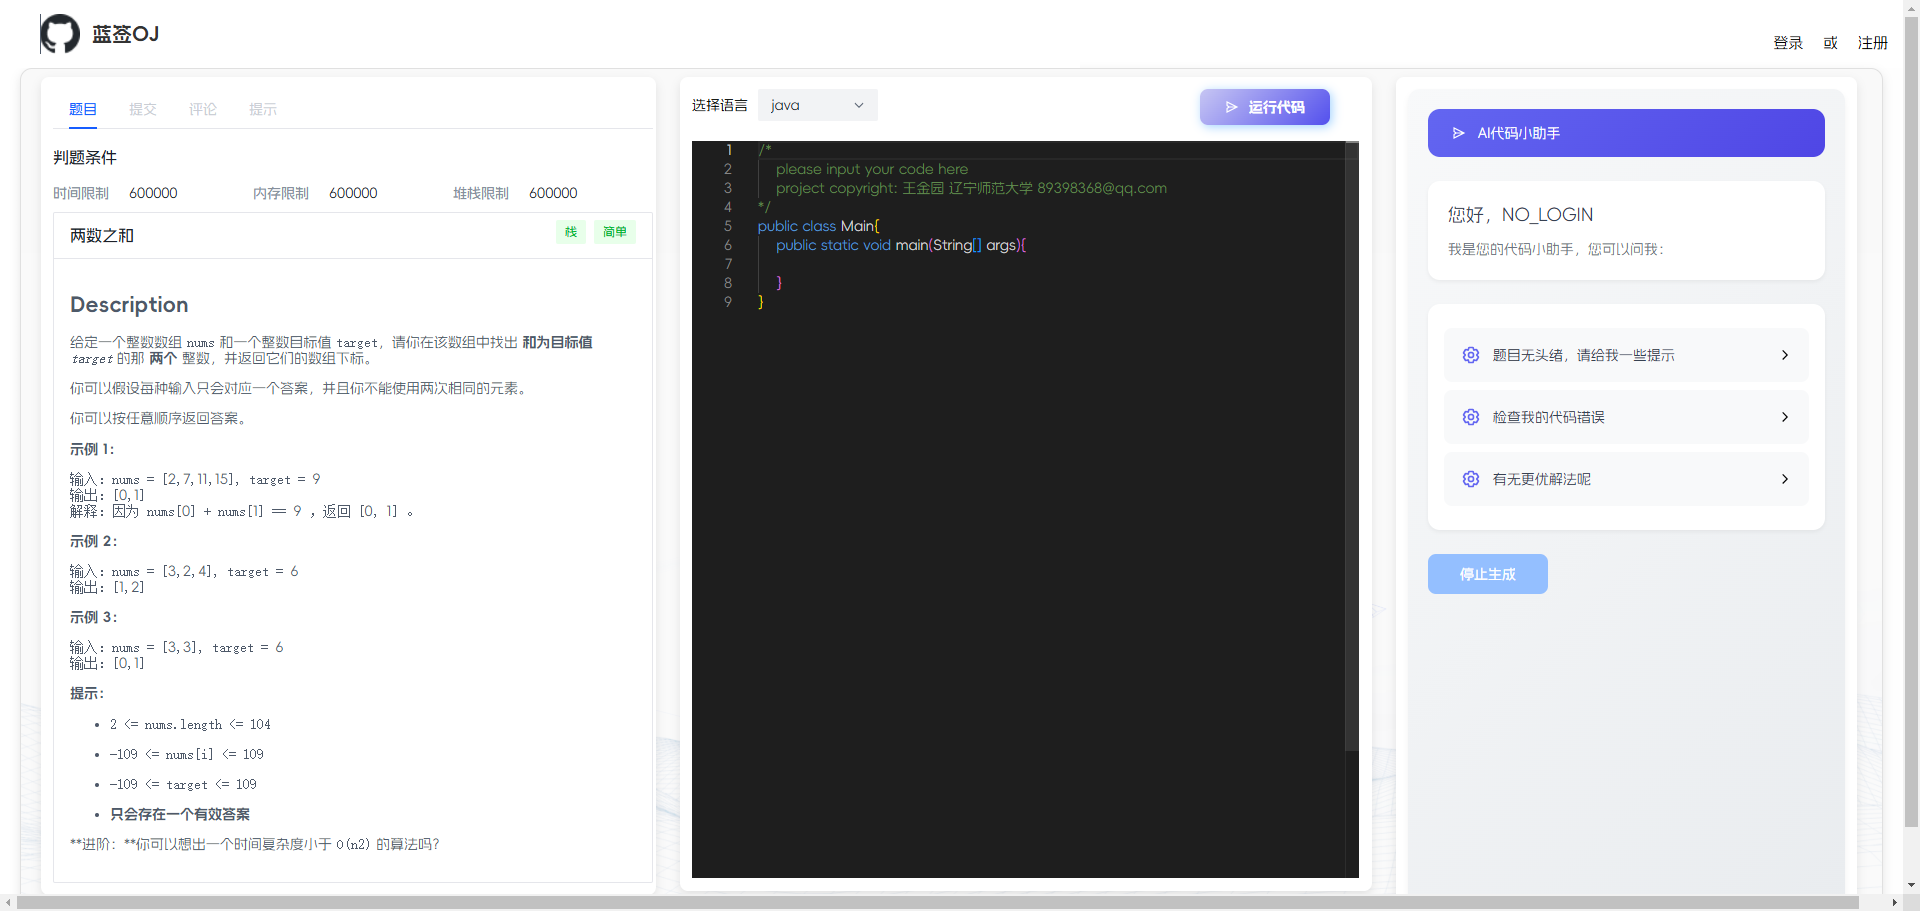 蓝签OJ
登录 或 注册
题目 提交 评论 提示
判题条件
时间限制 600000 内存限制 600000 堆栈限制 600000
两数之和 栈 简单
Description
给定一个整数数组 nums 和一个整数目标值 target，请你在该数组中找出 和为目标值
target 的那 两个 整数，并返回它们的数组下标。
你可以假设每种输入只会对应一个答案，并且你不能使用两次相同的元素。
你可以按任意顺序返回答案。
示例 1：
输入：nums = [2,7,11,15], target = 9
输出：[0,1]
解释：因为 nums[0] + nums[1] == 9 ，返回 [0, 1] 。
示例 2：
输入：nums = [3,2,4], target = 6
输出：[1,2]
示例 3：
输入：nums = [3,3], target = 6
输出：[0,1]
提示：
• 2 <= nums.length <= 104
• -109 <= nums[i] <= 109
• -109 <= target <= 109
• 只会存在一个有效答案
**进阶：**你可以想出一个时间复杂度小于 O(n2) 的算法吗？
选择语言 java 运行代码
1 /*
2 please input your code here
3 project copyright: 王金园 辽宁师范大学 89398368@qq.com
4 */
5 public class Main{
6 public static void main(String[] args){
7
8 }
9 }
AI代码小助手
您好，NO_LOGIN
我是您的代码小助手，您可以问我：
题目无头绪，请给我一些提示
检查我的代码错误
有无更优解法呢
停止生成